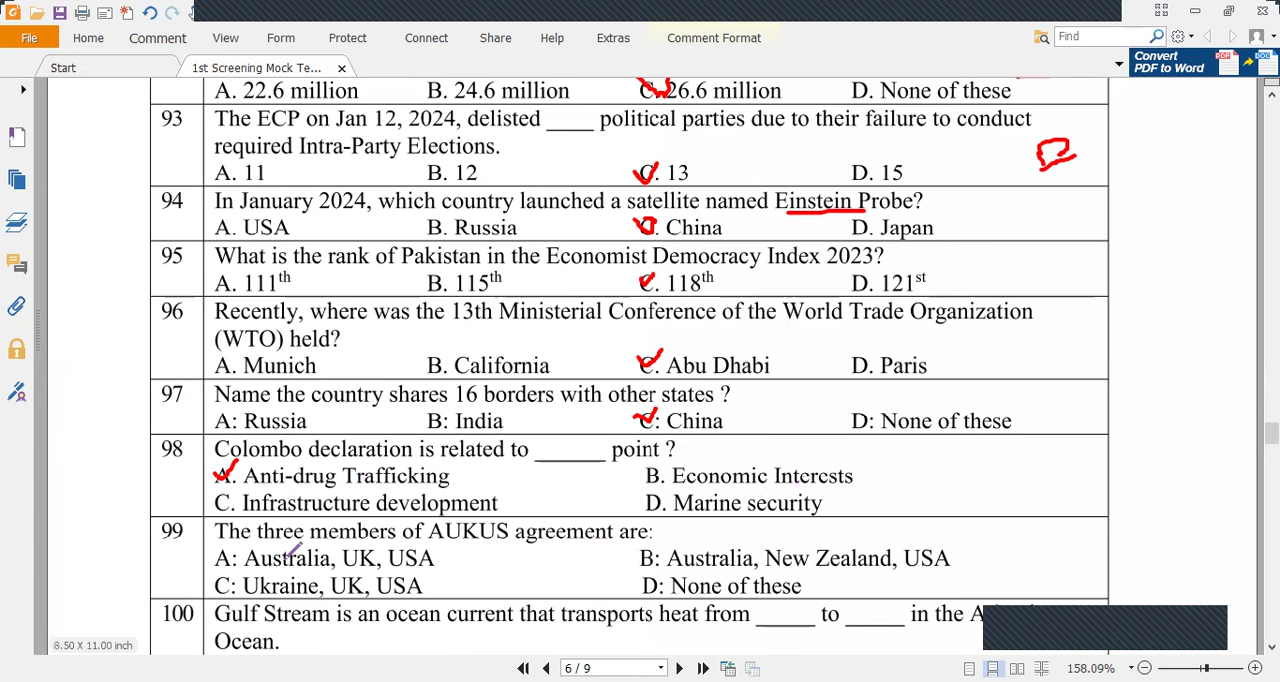 File Home Comment View Form Protect Connect Share Help Extras Comment Format Find
Start 1st Screening Mock Te... Convert PDF to Word
A. 22.6 million B. 24.6 million C. 26.6 million D. None of these
93 The ECP on Jan 12, 2024, delisted ____ political parties due to their failure to conduct
required Intra-Party Elections.
A. 11 B. 12 C. 13 D. 15
94 In January 2024, which country launched a satellite named Einstein Probe?
A. USA B. Russia C. China D. Japan
95 What is the rank of Pakistan in the Economist Democracy Index 2023?
A. 111th B. 115th C. 118th D. 121st
96 Recently, where was the 13th Ministerial Conference of the World Trade Organization
(WTO) held?
A. Munich B. California C. Abu Dhabi D. Paris
97 Name the country shares 16 borders with other states ?
A: Russia B: India C: China D: None of these
98 Colombo declaration is related to ______ point ?
A. Anti-drug Trafficking B. Economic Interests
C. Infrastructure development D. Marine security
99 The three members of AUKUS agreement are:
A: Australia, UK, USA B: Australia, New Zealand, USA
C: Ukraine, UK, USA D: None of these
100 Gulf Stream is an ocean current that transports heat from _____ to _____ in the
Ocean.
8.50 x 11.00 inch
6 / 9 158.09%